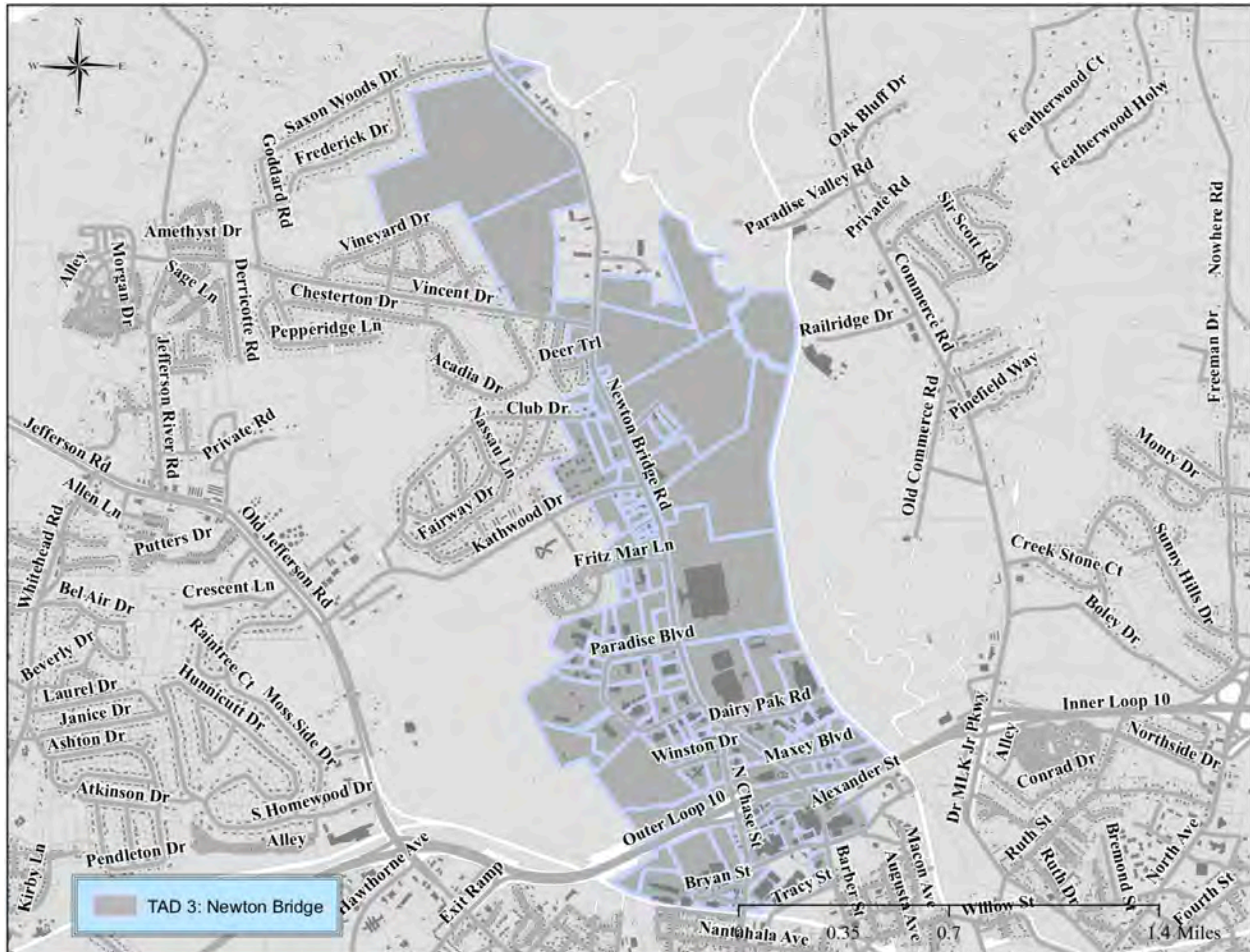 N
W E
S
Saxon Woods Dr
Frederick Dr
Goddard Rd
Oak Bluff Dr
Featherwood Ct
Featherwood Holw
Paradise Valley Rd
Private Rd
Sir Scott Rd
Nowhere Rd
Amethyst Dr
Vineyard Dr
Alley
Morgan Dr
Sage Ln
Derricotte Rd
Chesterton Dr
Vincent Dr
Commerce Rd
Pepperidge Ln
Railridge Dr
Deer Trl
Freeman Dr
Jefferson River Rd
Acadia Dr
Newton Bridge Rd
Pinefield Way
Club Dr
Nassau Ln
Old Commerce Rd
Jefferson Rd
Private Rd
Monty Dr
Allen Ln
Fairway Dr
Kathwood Dr
Putters Dr
Old Jefferson Rd
Whitehead Rd
Fritz Mar Ln
Creek Stone Ct
Sunny Hills Dr
Bel Air Dr
Crescent Ln
Boley Dr
Beverly Dr
Raintree Ct
Paradise Blvd
Laurel Dr
Hunnicutt Dr
Moss Side Dr
Janice Dr
Dairy Pak Rd
Inner Loop 10
Ashton Dr
Winston Dr
Maxey Blvd
Dr MLK Jr Pkwy
Alley
Northside Dr
Conrad Dr
Atkinson Dr
S Homewood Dr
Outer Loop 10
N Chase St
Alexander St
Alley
Pendleton Dr
Kirby Ln
Hawthorne Ave
Exit Ramp
Bryan St
Tracy St
Barber St
Augusta Ave
Macon Ave
Ruth St
Ruth Dr
Bremond St
North Ave
Fourth St
Willow St
Nantahala Ave
TAD 3: Newton Bridge
0.35 0.7 1.4 Miles